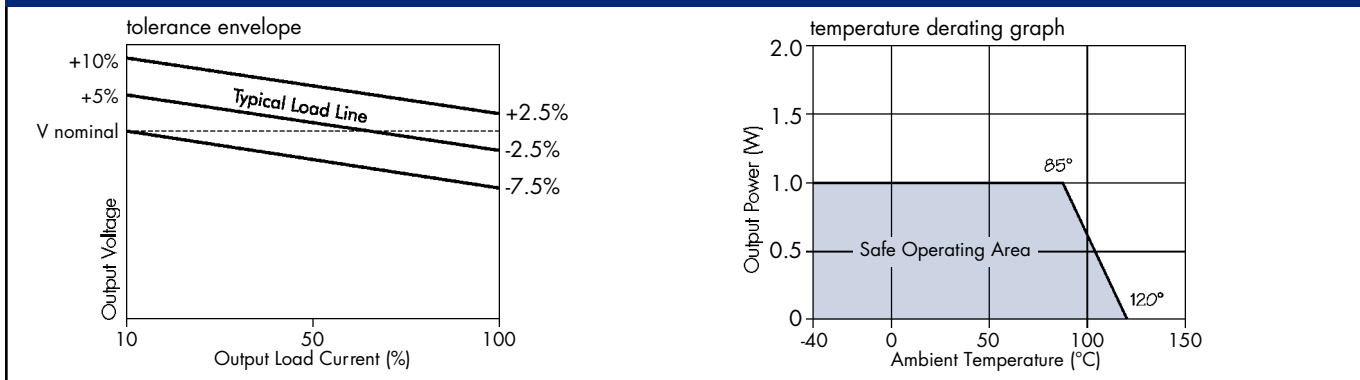 tolerance envelope
+10%
+5%
V nominal
Typical Load Line
+2.5%
-2.5%
-7.5%
Output Voltage
10
50
100
Output Load Current (%)
temperature derating graph
2.0
1.5
1.0
0.5
0
Output Power (W)
85°
Safe Operating Area
120°
-40
0
50
100
150
Ambient Temperature (°C)